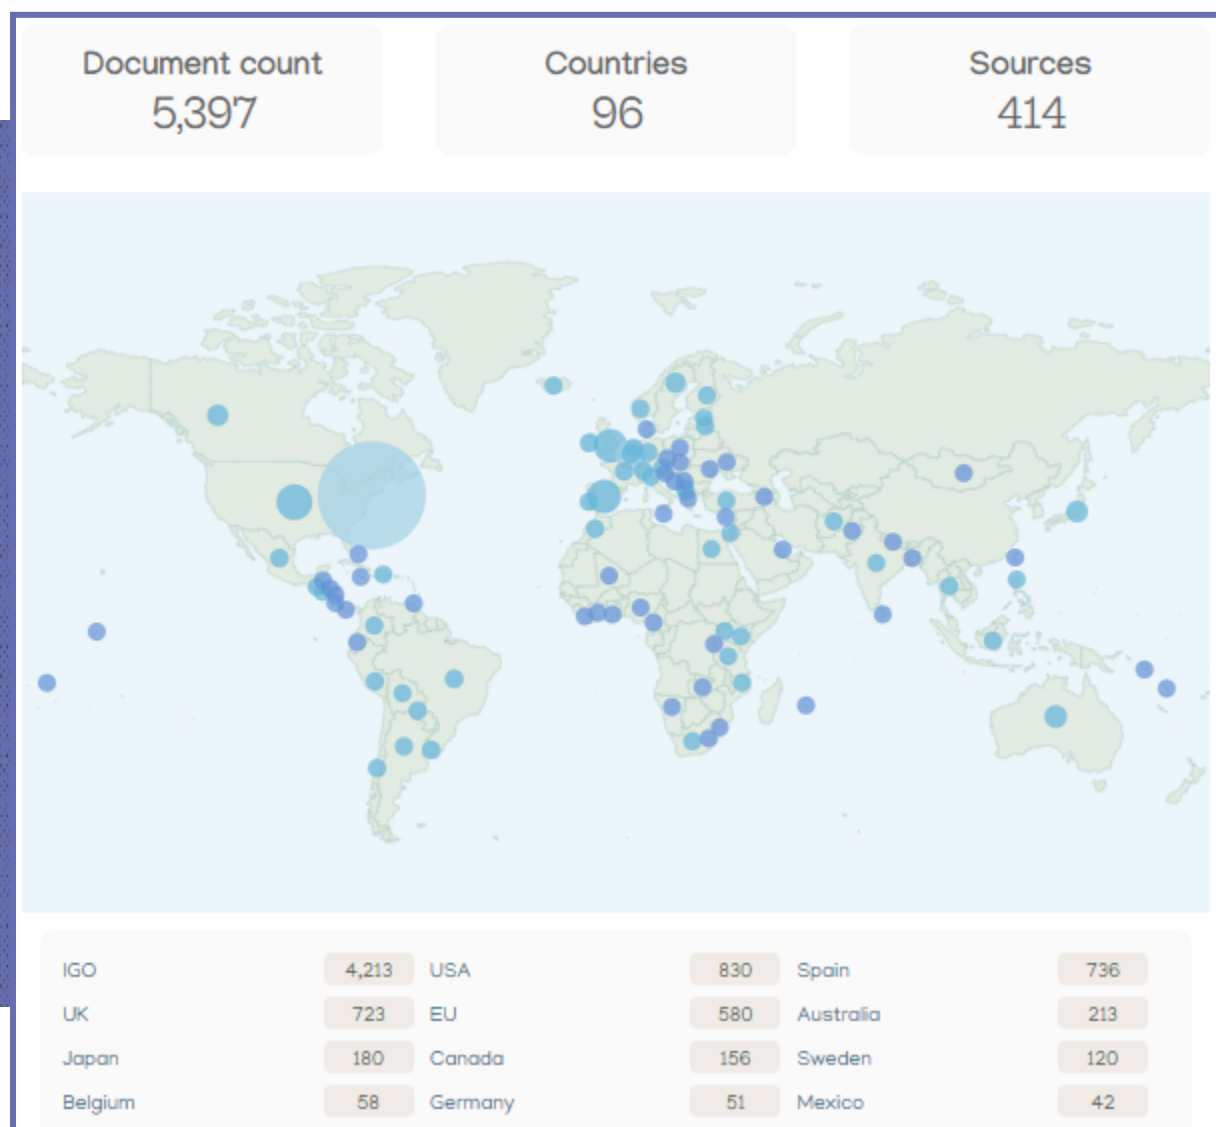 Document count Countries Sources
5,397 96 414
IGO 4,213 USA 830 Spain 736
UK 723 EU 580 Australia 213
Japan 180 Canada 156 Sweden 120
Belgium 58 Germany 51 Mexico 42